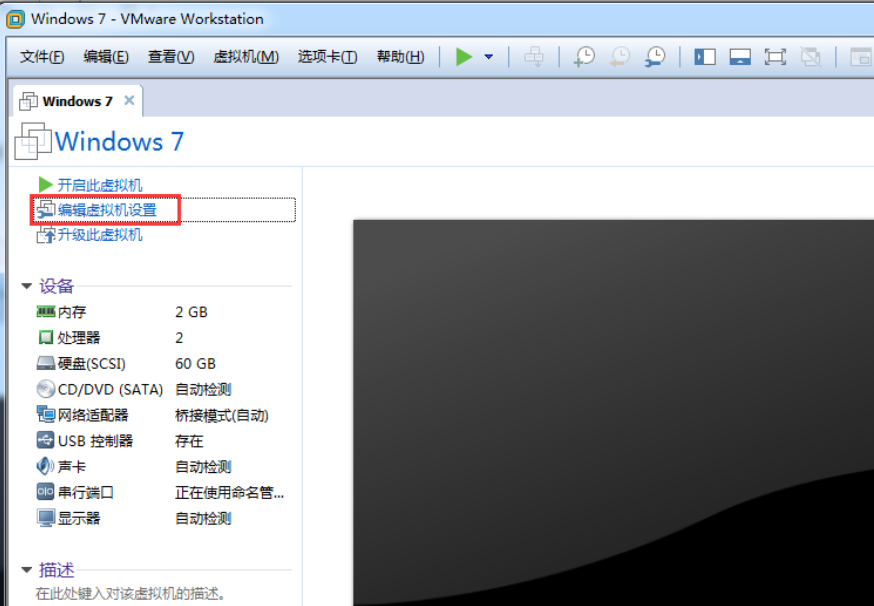 Windows 7 - VMware Workstation
文件(F) 编辑(E) 查看(V) 虚拟机(M) 选项卡(T) 帮助(H)
Windows 7
Windows 7
开启此虚拟机
编辑虚拟机设置
升级此虚拟机
设备
内存 2 GB
处理器 2
硬盘(SCSI) 60 GB
CD/DVD (SATA) 自动检测
网络适配器 桥接模式(自动)
USB 控制器 存在
声卡 自动检测
串行端口 正在使用命名管...
显示器 自动检测
描述
在此处键入对该虚拟机的描述。